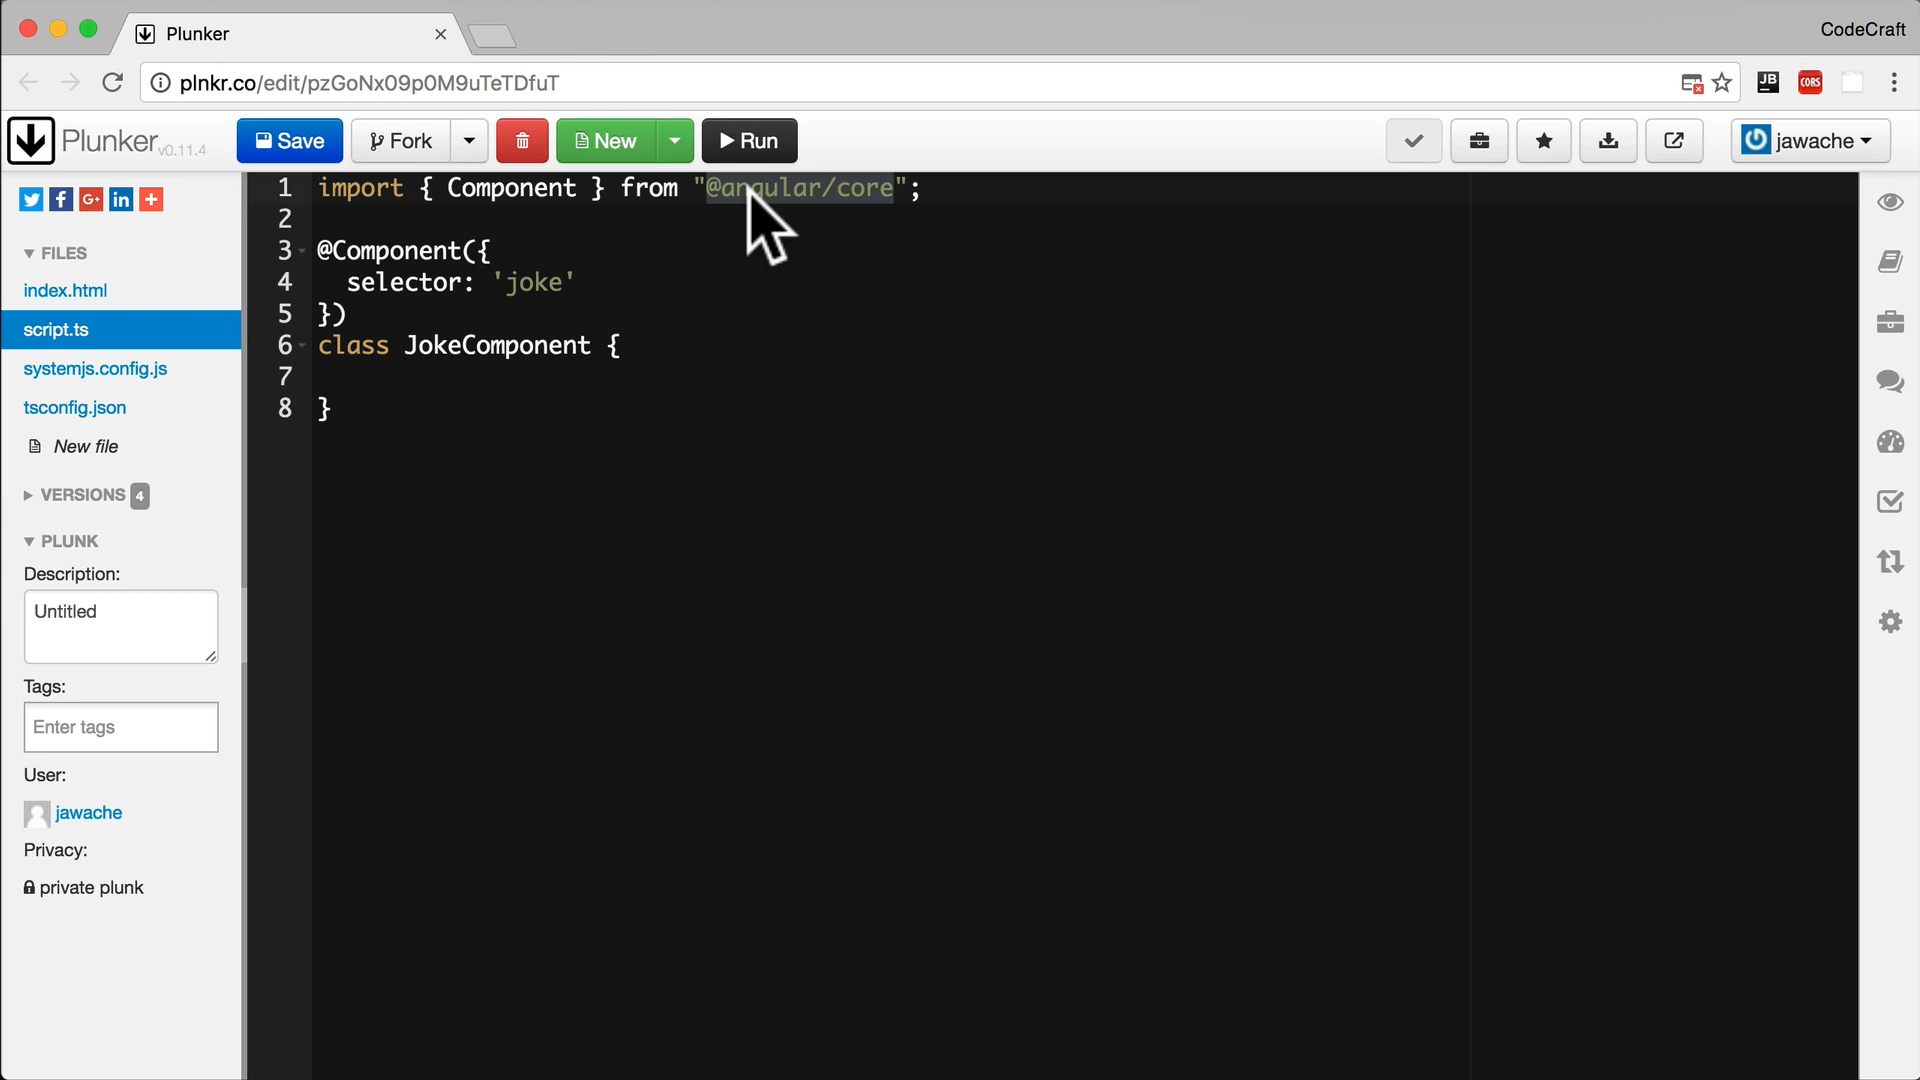 Plunker
CodeCraft
plnkr.co/edit/pzGoNx09p0M9uTeTDfuT
JB
CORS
Plunker v0.11.4
Save
Fork
New
Run
jawache
FILES
index.html
script.ts
systemjs.config.js
tsconfig.json
New file
VERSIONS 4
PLUNK
Description:
Untitled
Tags:
Enter tags
User:
jawache
Privacy:
private plunk
1 import { Component } from "@angular/core";
2
3 @Component({
4 selector: 'joke'
5 })
6 class JokeComponent {
7
8 }